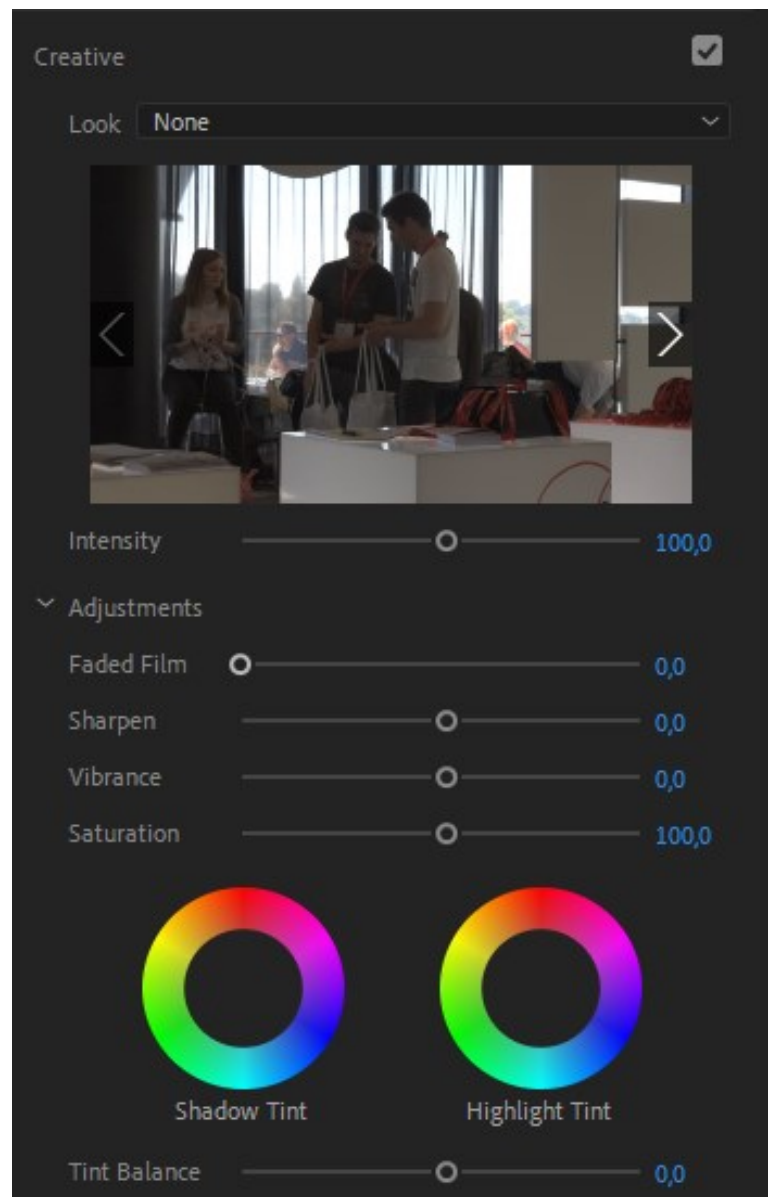 Creative
Look None
Intensity 100,0
Adjustments
Faded Film 0,0
Sharpen 0,0
Vibrance 0,0
Saturation 100,0
Shadow Tint Highlight Tint
Tint Balance 0,0